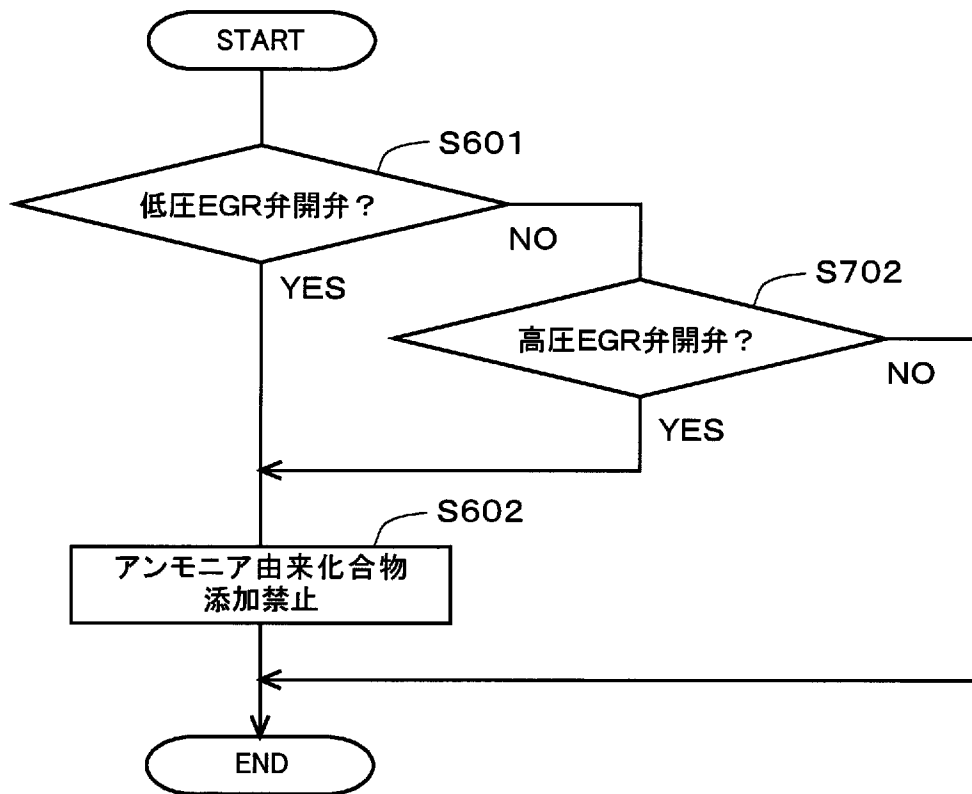 START
S601
低圧EGR弁開弁？
NO
YES
S702
高圧EGR弁開弁？
NO
YES
S602
アンモニア由来化合物
添加禁止
END